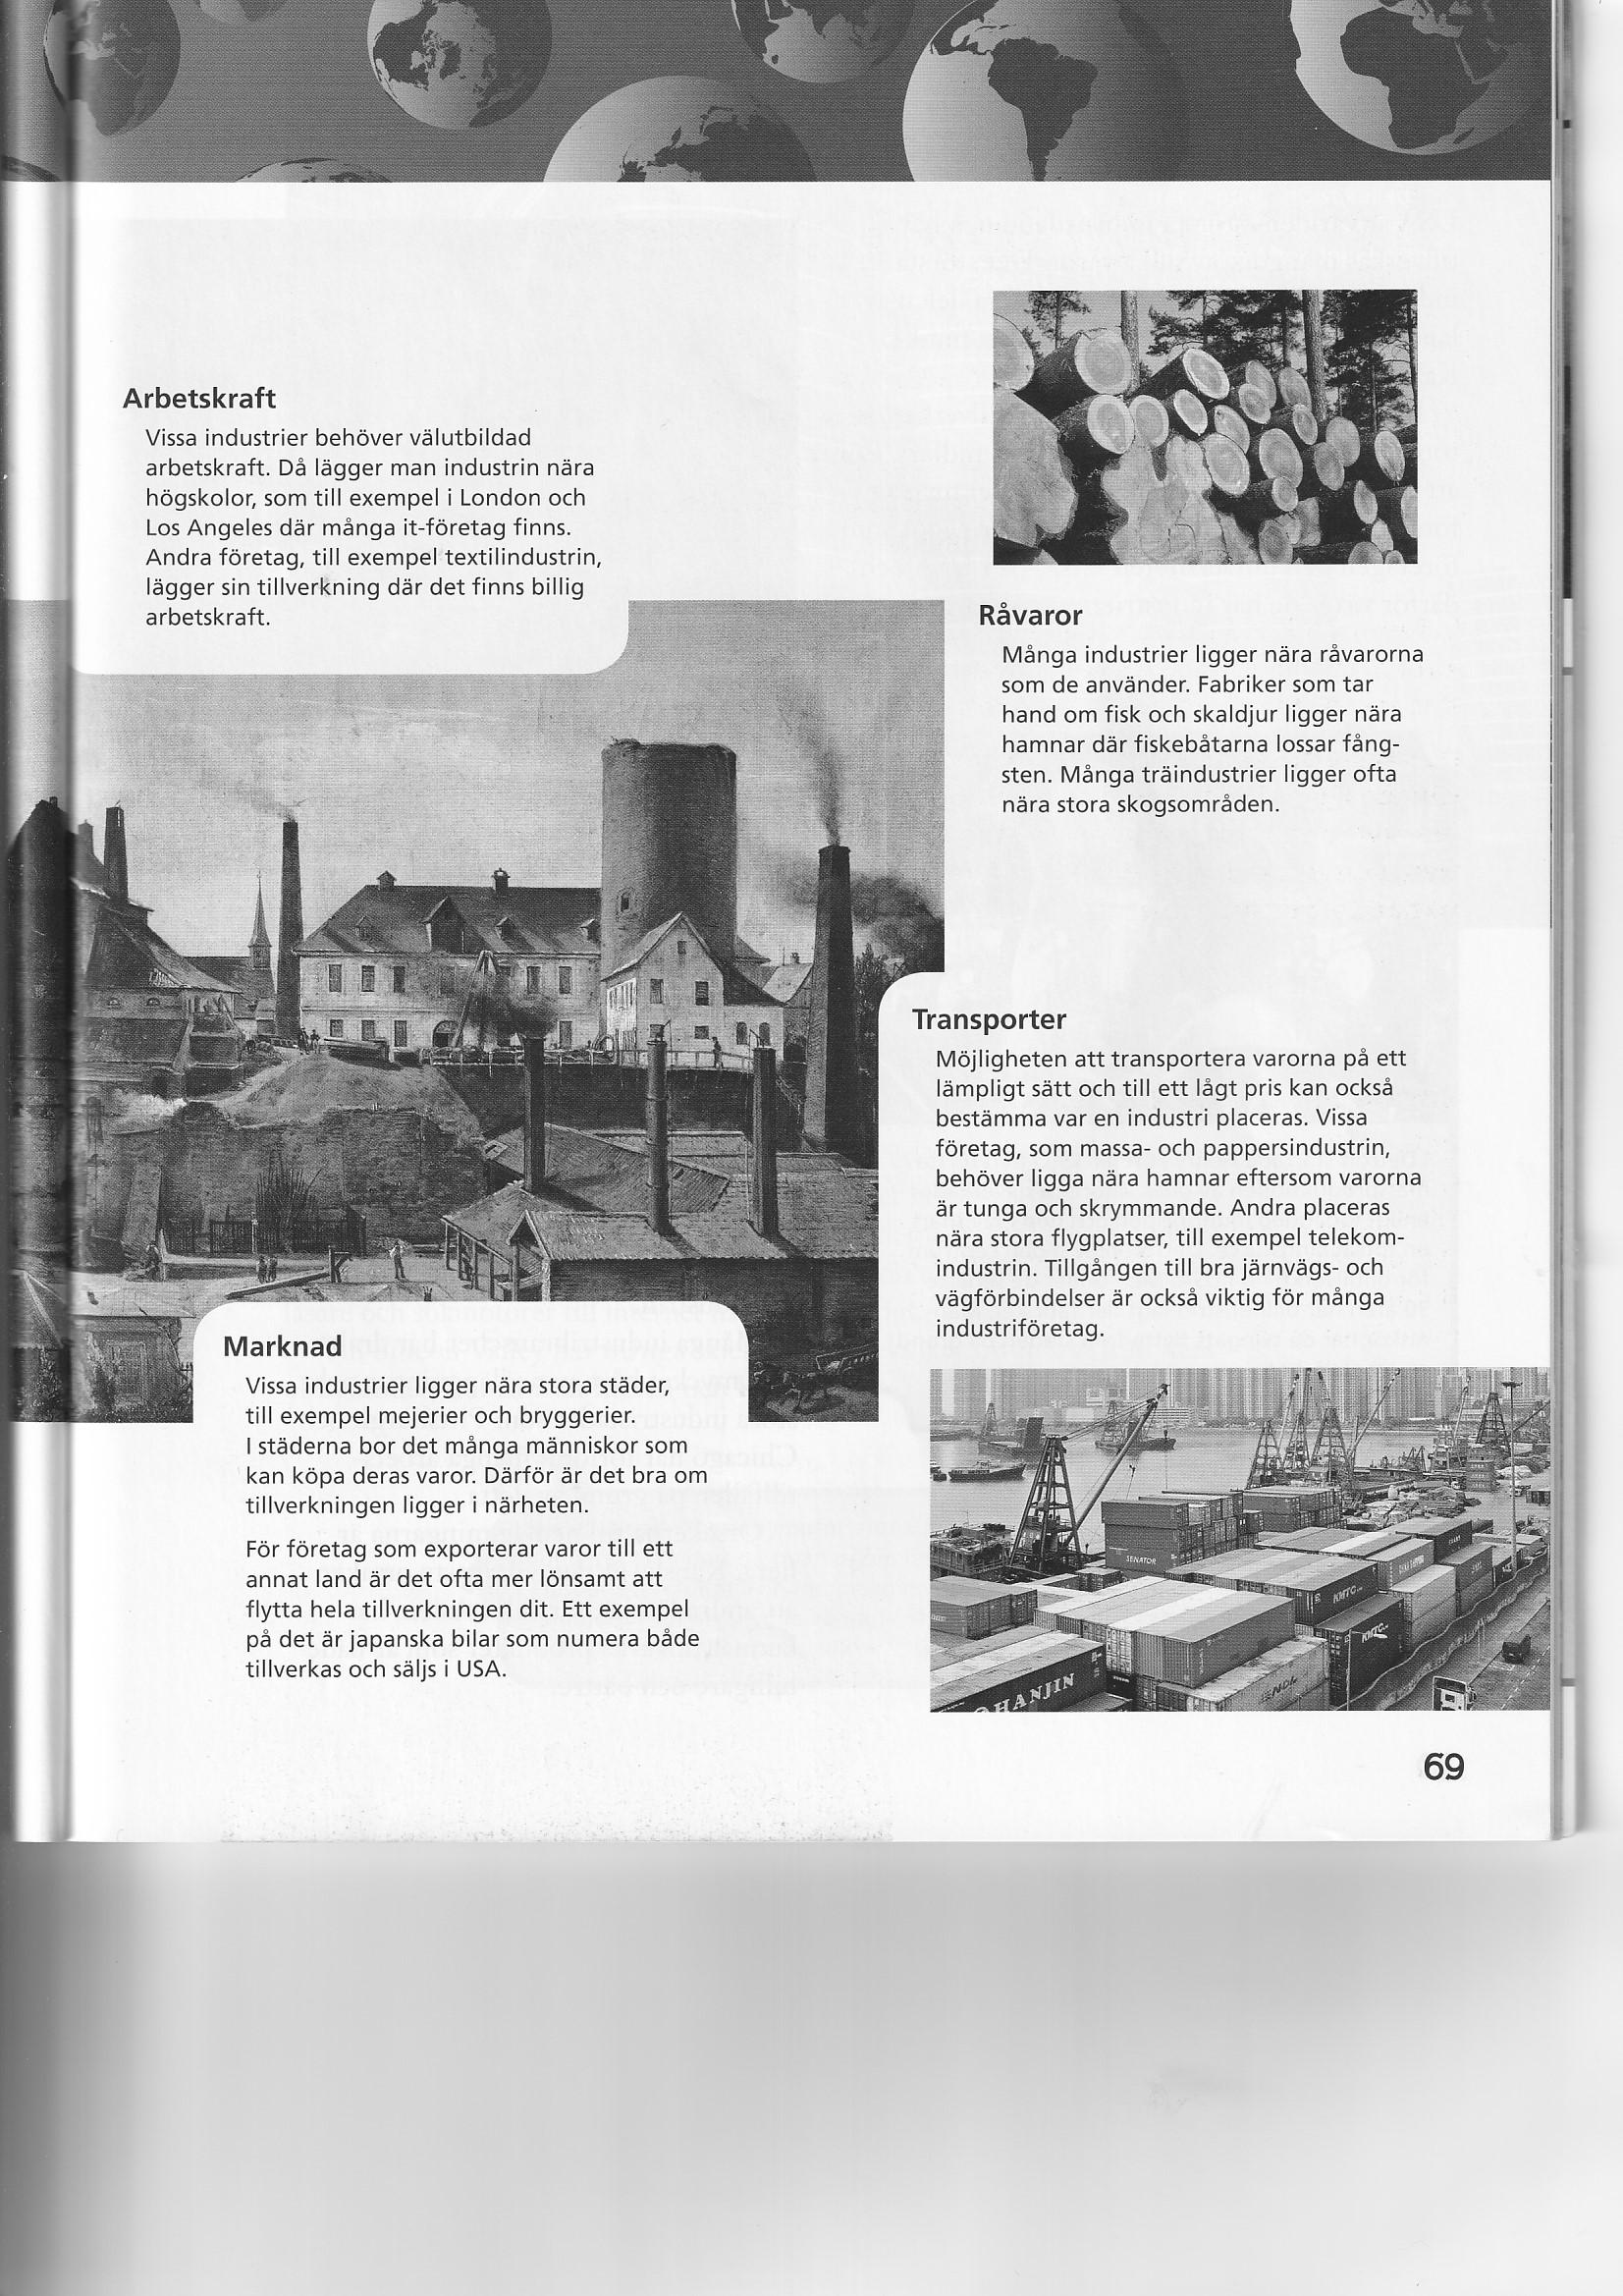 Arbetskraft
Vissa industrier behöver välutbildad
arbetskraft. Då lägger man industrin nära
högskolor, som till exempel i London och
Los Angeles där många it-företag finns.
Andra företag, till exempel textilindustrin,
lägger sin tillverkning där det finns billig
arbetskraft.
Råvaror
Många industrier ligger nära råvarorna
som de använder. Fabriker som tar
hand om fisk och skaldjur ligger nära
hamnar där fiskebåtarna lossar fång-
sten. Många träindustrier ligger ofta
nära stora skogsområden.
Transporter
Möjligheten att transportera varorna på ett
lämpligt sätt och till ett lågt pris kan också
bestämma var en industri placeras. Vissa
företag, som massa- och pappersindustrin,
behöver ligga nära hamnar eftersom varorna
är tunga och skrymmande. Andra placeras
nära stora flygplatser, till exempel telekom-
industrin. Tillgången till bra järnvägs- och
vägförbindelser är också viktig för många
industriföretag.
Marknad
Vissa industrier ligger nära stora städer,
till exempel mejerier och bryggerier.
I städerna bor det många människor som
kan köpa deras varor. Därför är det bra om
tillverkningen ligger i närheten.
För företag som exporterar varor till ett
annat land är det ofta mer lönsamt att
flytta hela tillverkningen dit. Ett exempel
på det är japanska bilar som numera både
tillverkas och säljs i USA.
SENATOR
KMTC
KMTC
HANJIN
69